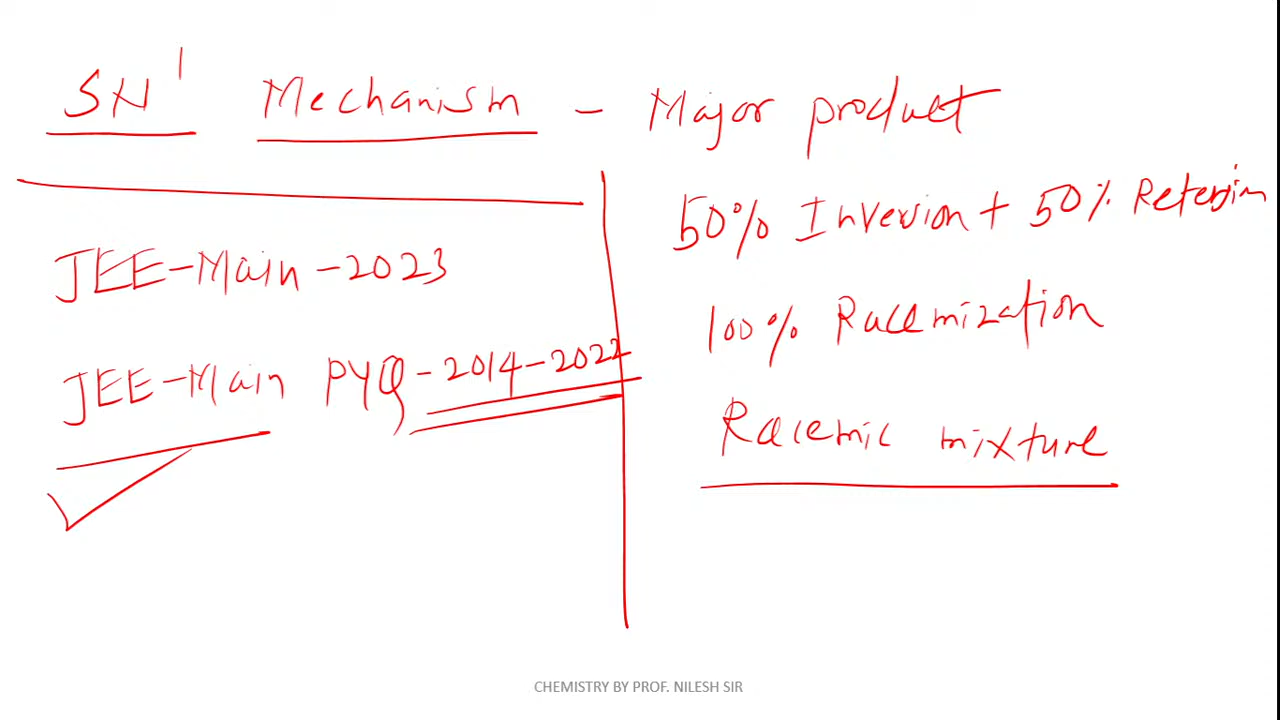 SN1 Mechanism - Major product
JEE-Main-2023
JEE-Main PYQ-2014-2022
50% Inversion + 50% Retension
100% Racemization
Racemic mixture
CHEMISTRY BY PROF. NILESH SIR